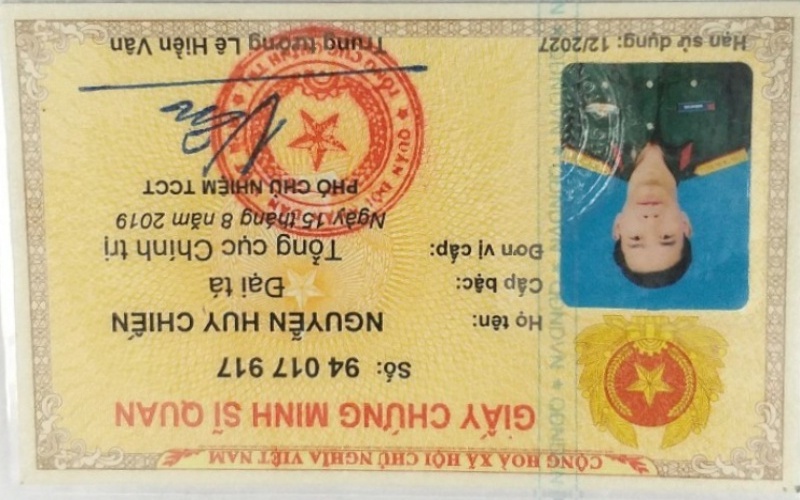 CỘNG HOÀ XÃ HỘI CHỦ NGHĨA VIỆT NAM
GIẤY CHỨNG MINH SĨ QUAN
Số: 94 017 917
Họ tên: NGUYỄN HUY CHIẾN
Cấp bậc: Đại tá
Đơn vị cấp: Tổng cục Chính trị
Ngày 15 tháng 8 năm 2019
PHÓ CHỦ NHIỆM TCCT
Trung tướng Lê Hiền Vân
Hạn sử dụng: 12/2027